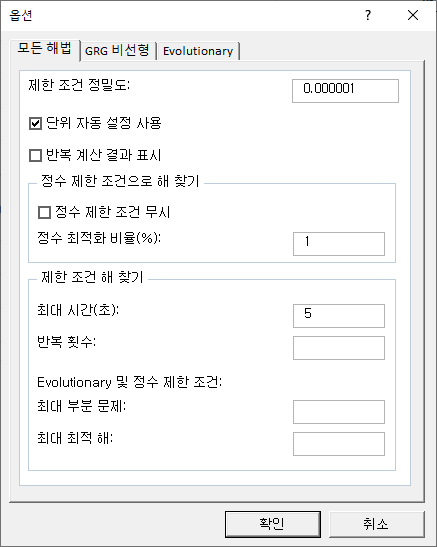 옵션
모든 해법 GRG 비선형 Evolutionary
제한 조건 정밀도: 0.000001
단위 자동 설정 사용
반복 계산 결과 표시
정수 제한 조건으로 해 찾기
정수 제한 조건 무시
정수 최적화 비율(%): 1
제한 조건 해 찾기
최대 시간(초): 5
반복 횟수:
Evolutionary 및 정수 제한 조건:
최대 부분 문제:
최대 최적 해:
확인 취소